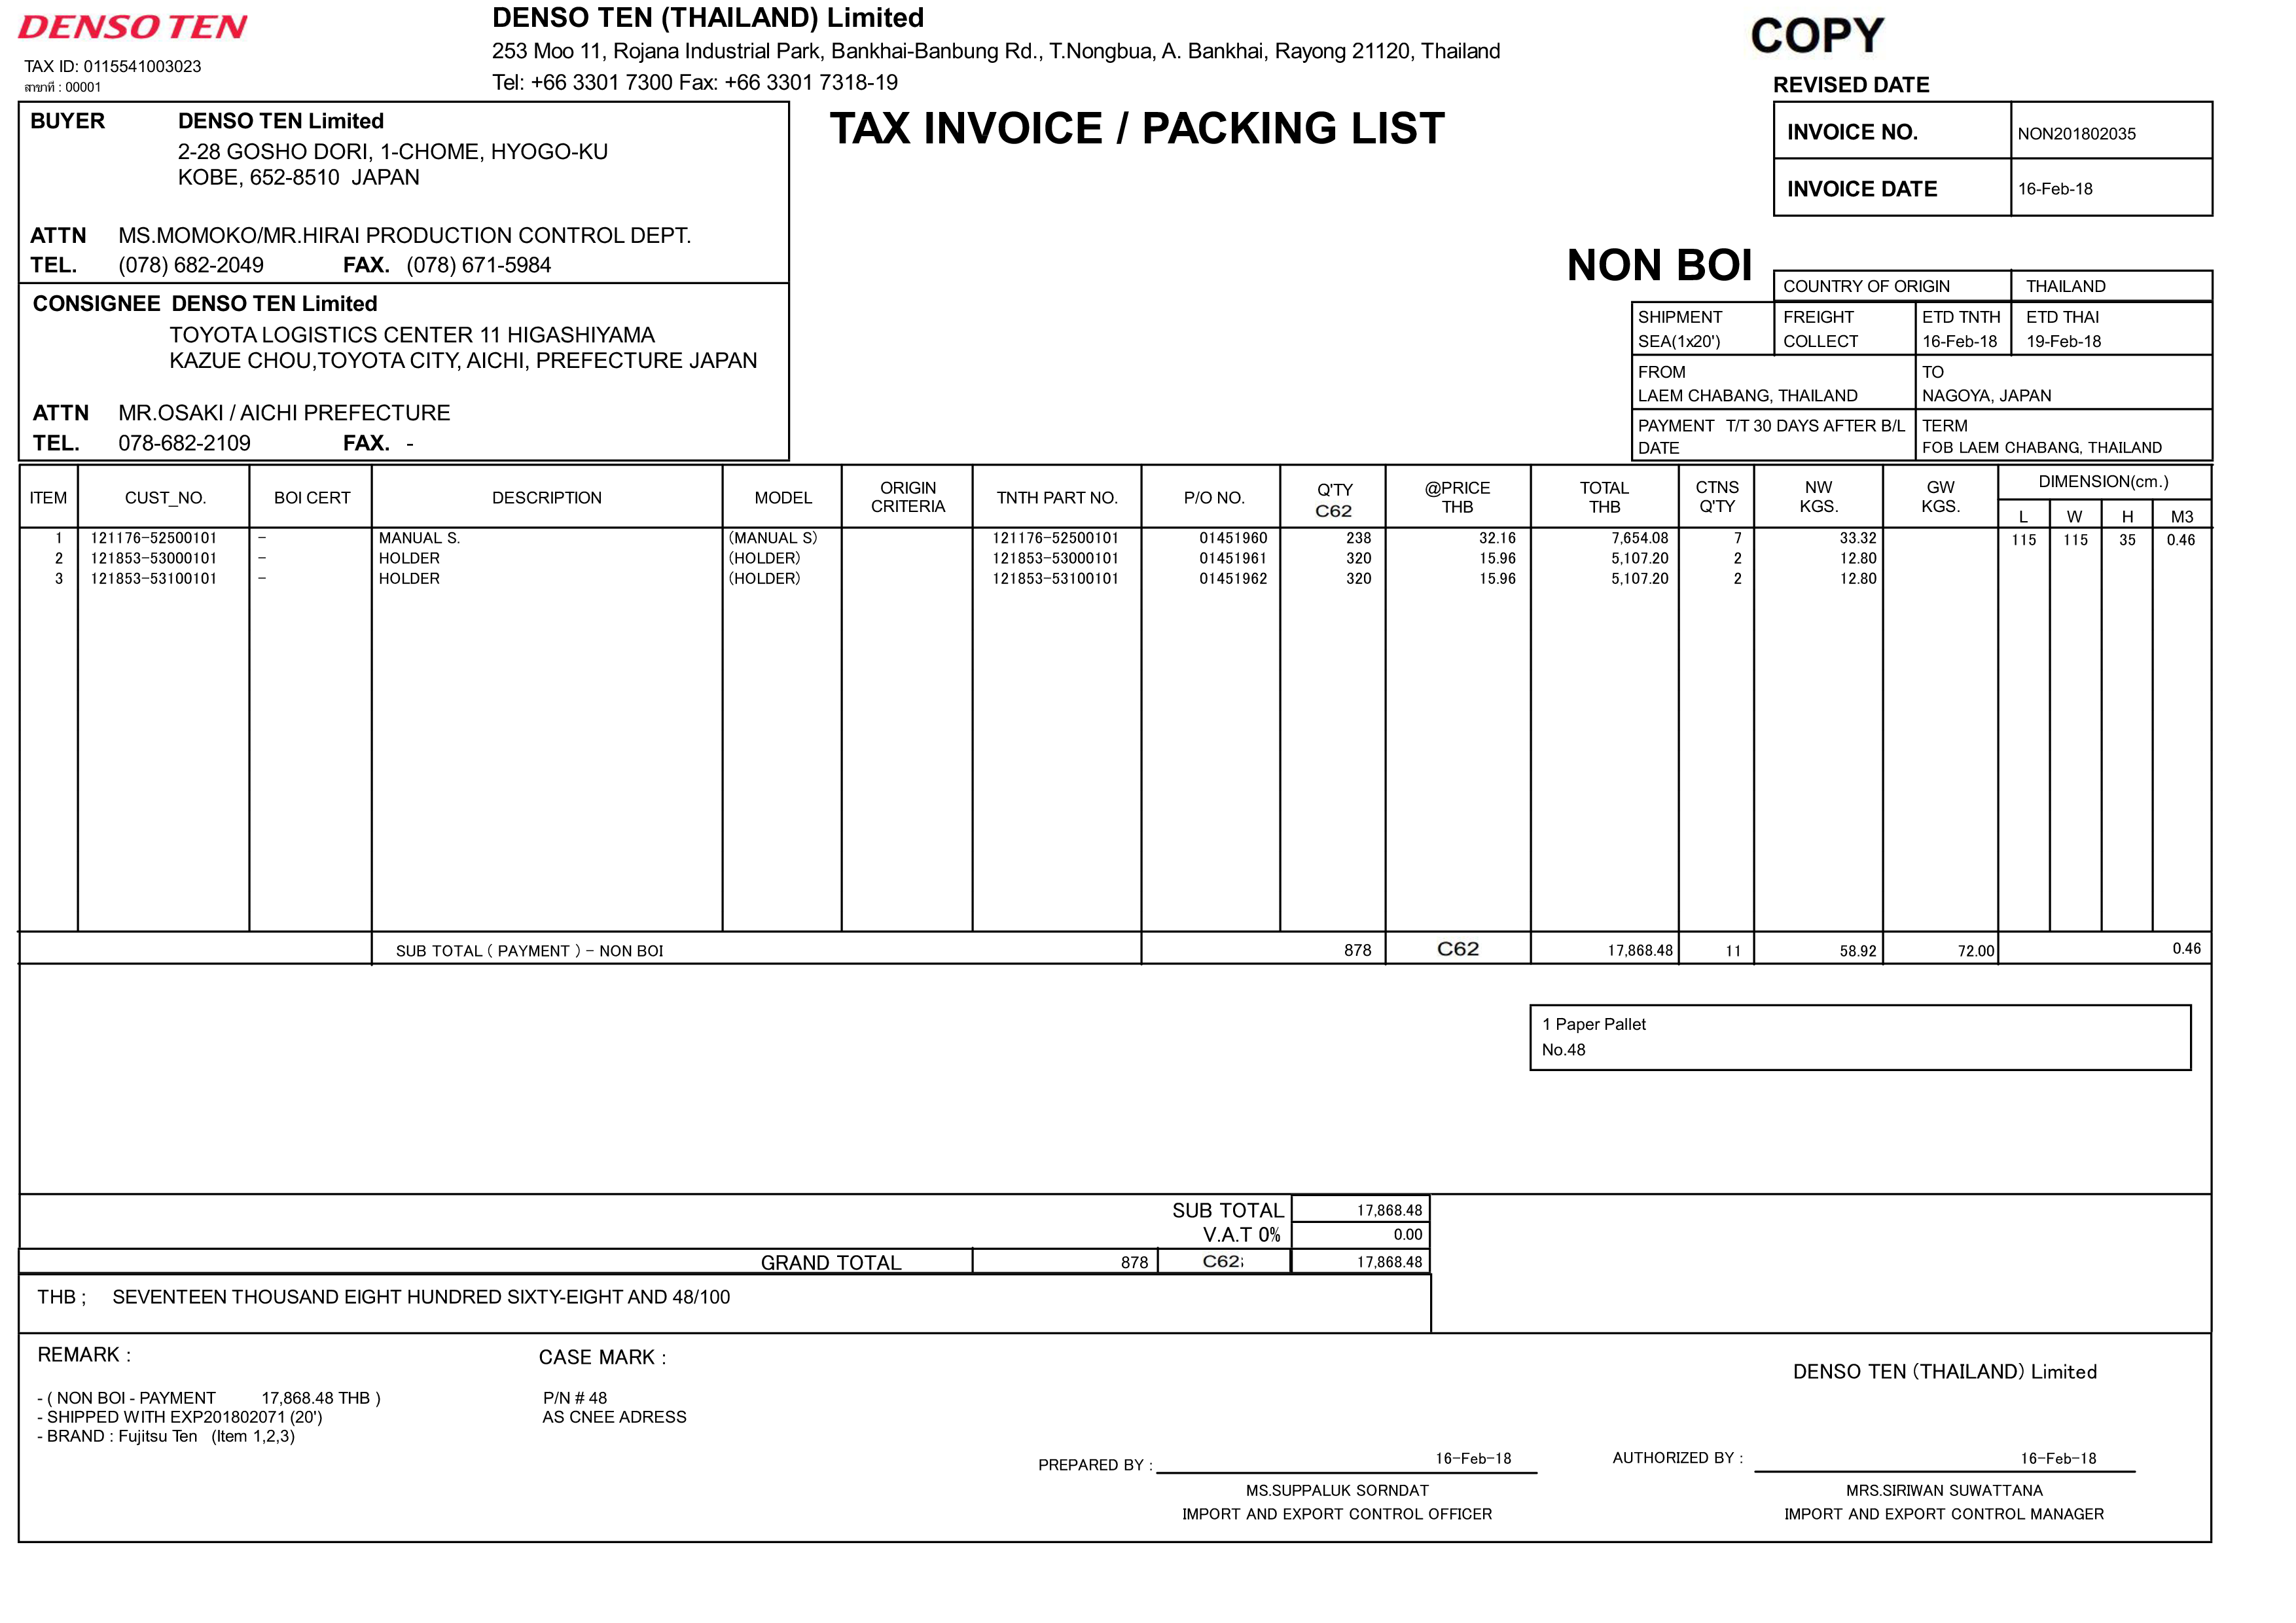 DENSO TEN
TAX ID: 0115541003023
สาขาที่ : 00001
DENSO TEN (THAILAND) Limited
253 Moo 11, Rojana Industrial Park, Bankhai-Banbung Rd., T.Nongbua, A. Bankhai, Rayong 21120, Thailand
Tel: +66 3301 7300 Fax: +66 3301 7318-19
COPY
REVISED DATE
TAX INVOICE / PACKING LIST
INVOICE NO. NON201802035
INVOICE DATE 16-Feb-18
BUYER DENSO TEN Limited
2-28 GOSHO DORI, 1-CHOME, HYOGO-KU
KOBE, 652-8510 JAPAN
ATTN MS.MOMOKO/MR.HIRAI PRODUCTION CONTROL DEPT.
TEL. (078) 682-2049 FAX. (078) 671-5984
CONSIGNEE DENSO TEN Limited
TOYOTA LOGISTICS CENTER 11 HIGASHIYAMA
KAZUE CHOU,TOYOTA CITY, AICHI, PREFECTURE JAPAN
ATTN MR.OSAKI / AICHI PREFECTURE
TEL. 078-682-2109 FAX. -
NON BOI
COUNTRY OF ORIGIN THAILAND
SHIPMENT FREIGHT ETD TNTH ETD THAI
SEA(1x20') COLLECT 16-Feb-18 19-Feb-18
FROM TO
LAEM CHABANG, THAILAND NAGOYA, JAPAN
PAYMENT T/T 30 DAYS AFTER B/L TERM
DATE FOB LAEM CHABANG, THAILAND
ITEM CUST_NO. BOI CERT DESCRIPTION MODEL ORIGIN CRITERIA TNTH PART NO. P/O NO. Q'TY C62 @PRICE THB TOTAL THB CTNS Q'TY NW KGS. GW KGS. DIMENSION(cm.)
L W H M3
1 121176-52500101 - MANUAL S. (MANUAL S) 121176-52500101 01451960 238 32.16 7,654.08 7 33.32 115 115 35 0.46
2 121853-53000101 - HOLDER (HOLDER) 121853-53000101 01451961 320 15.96 5,107.20 2 12.80
3 121853-53100101 - HOLDER (HOLDER) 121853-53100101 01451962 320 15.96 5,107.20 2 12.80
SUB TOTAL ( PAYMENT ) - NON BOI 878 C62 17,868.48 11 58.92 72.00 0.46
1 Paper Pallet
No.48
SUB TOTAL 17,868.48
V.A.T 0% 0.00
GRAND TOTAL 878 C62; 17,868.48
THB ; SEVENTEEN THOUSAND EIGHT HUNDRED SIXTY-EIGHT AND 48/100
REMARK :
- ( NON BOI - PAYMENT 17,868.48 THB )
- SHIPPED WITH EXP201802071 (20')
- BRAND : Fujitsu Ten (Item 1,2,3)
CASE MARK :
P/N # 48
AS CNEE ADRESS
DENSO TEN (THAILAND) Limited
PREPARED BY : 16-Feb-18
MS.SUPPALUK SORNDAT
IMPORT AND EXPORT CONTROL OFFICER
AUTHORIZED BY : 16-Feb-18
MRS.SIRIWAN SUWATTANA
IMPORT AND EXPORT CONTROL MANAGER